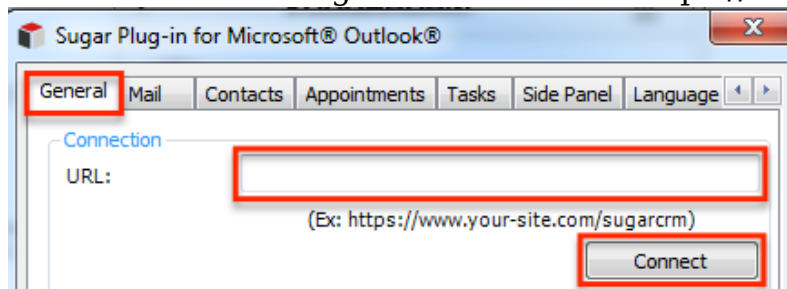 Sugar Plug-in for Microsoft® Outlook®
General Mail Contacts Appointments Tasks Side Panel Language
Connection
URL:
(Ex: https://www.your-site.com/sugarcrm)
Connect